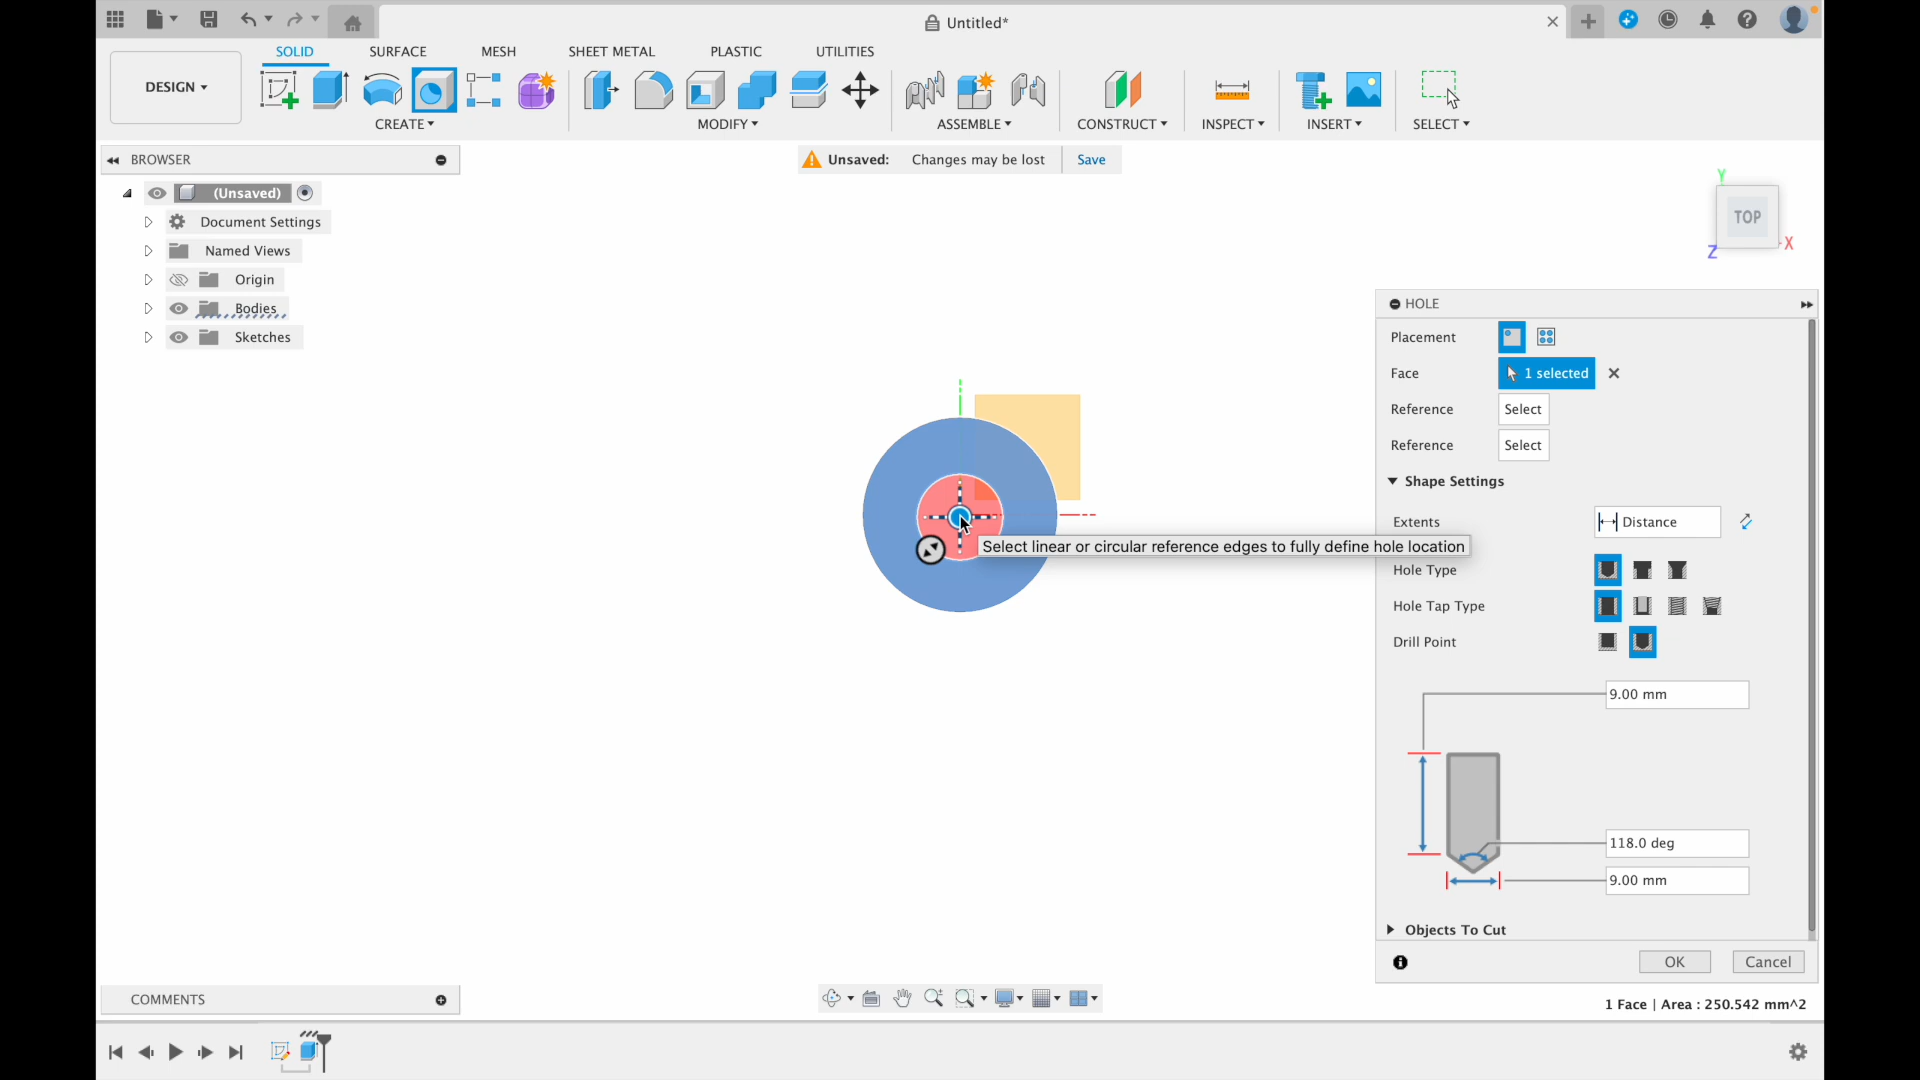 Untitled*
SOLID SURFACE MESH SHEET METAL PLASTIC UTILITIES
DESIGN
CREATE MODIFY ASSEMBLE CONSTRUCT INSPECT INSERT SELECT
BROWSER
Unsaved: Changes may be lost Save
(Unsaved)
Document Settings
Named Views
Origin
Bodies
Sketches
Y
TOP
X
Z
HOLE
Placement
Face 1 selected
Reference Select
Reference Select
Shape Settings
Extents Distance
Select linear or circular reference edges to fully define hole location
Hole Type
Hole Tap Type
Drill Point
9.00 mm
118.0 deg
9.00 mm
Objects To Cut
OK Cancel
COMMENTS
1 Face | Area : 250.542 mm^2